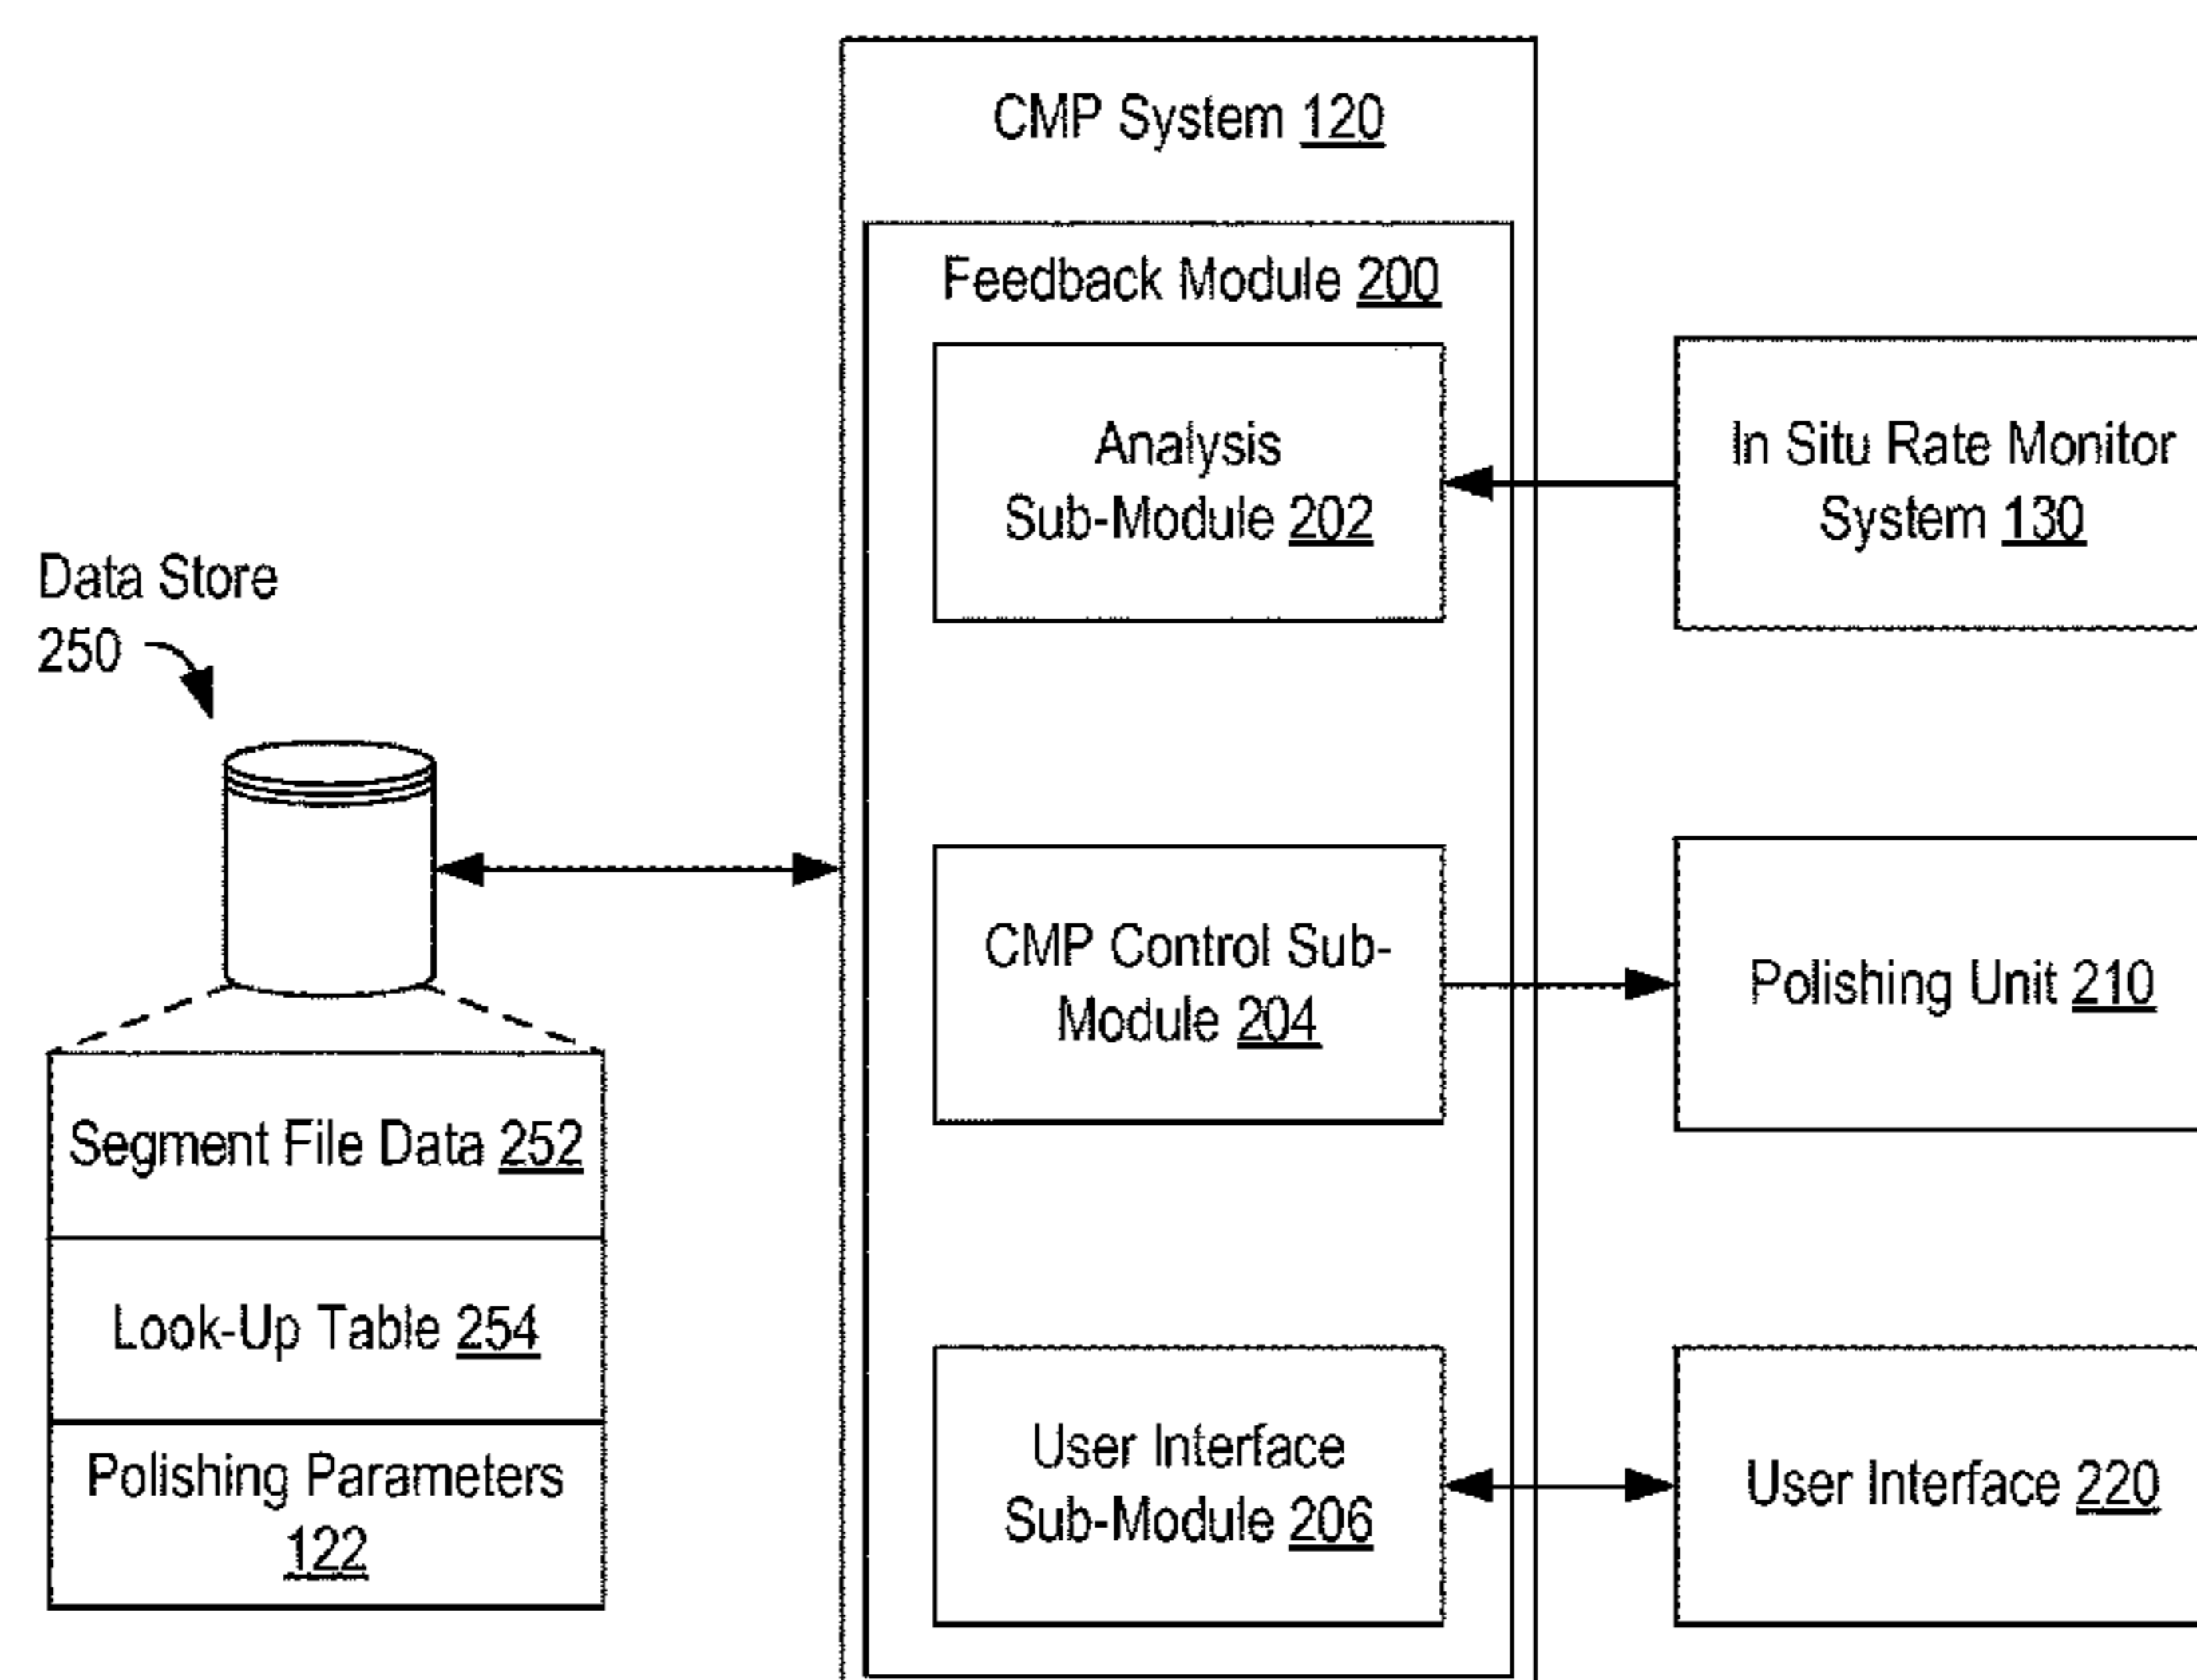 CMP System 120
Feedback Module 200
Analysis
Sub-Module 202
In Situ Rate Monitor
System 130
Data Store
250
CMP Control Sub-
Module 204
Polishing Unit 210
Segment File Data 252
Look-Up Table 254
Polishing Parameters
122
User Interface
Sub-Module 206
User Interface 220